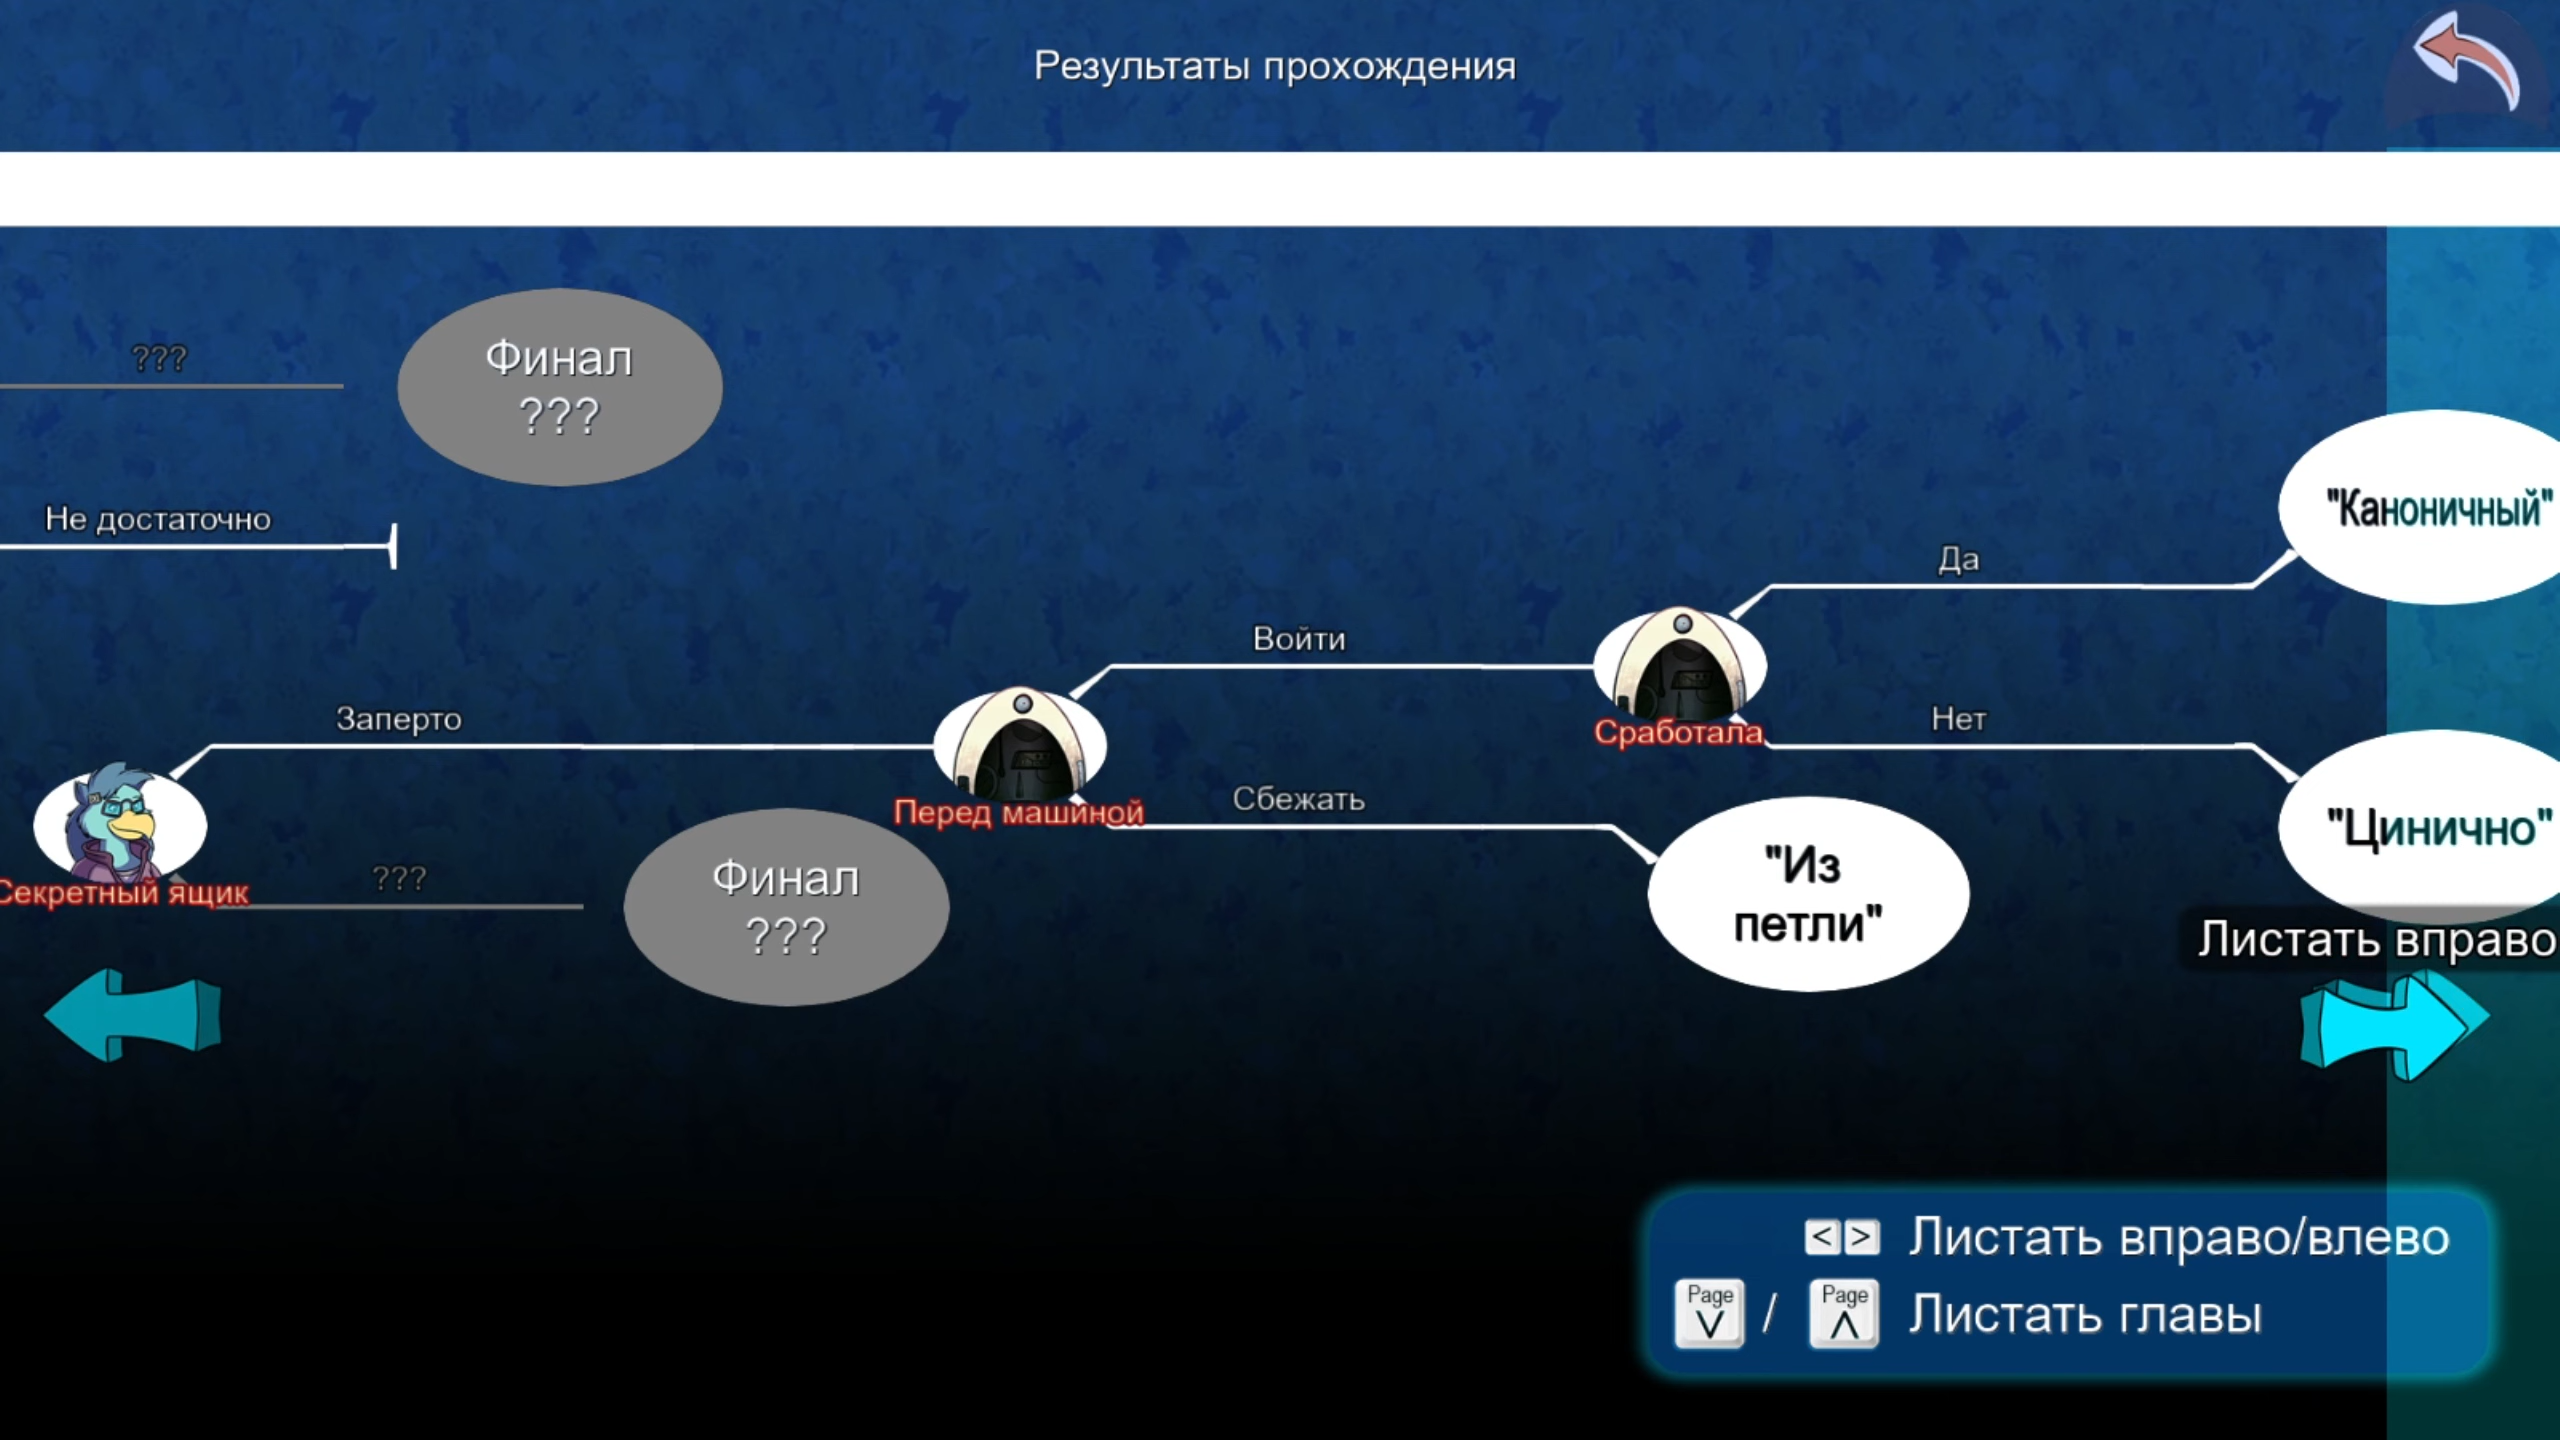 Результаты прохождения
???
Финал
???
Не достаточно
"Каноничный"
Да
Войти
Заперто
Сработала
Нет
Перед машиной
Сбежать
"Цинично"
Секретный ящик
???
Финал
???
"Из
петли"
Листать вправо
< > Листать вправо/влево
Page / Page Листать главы